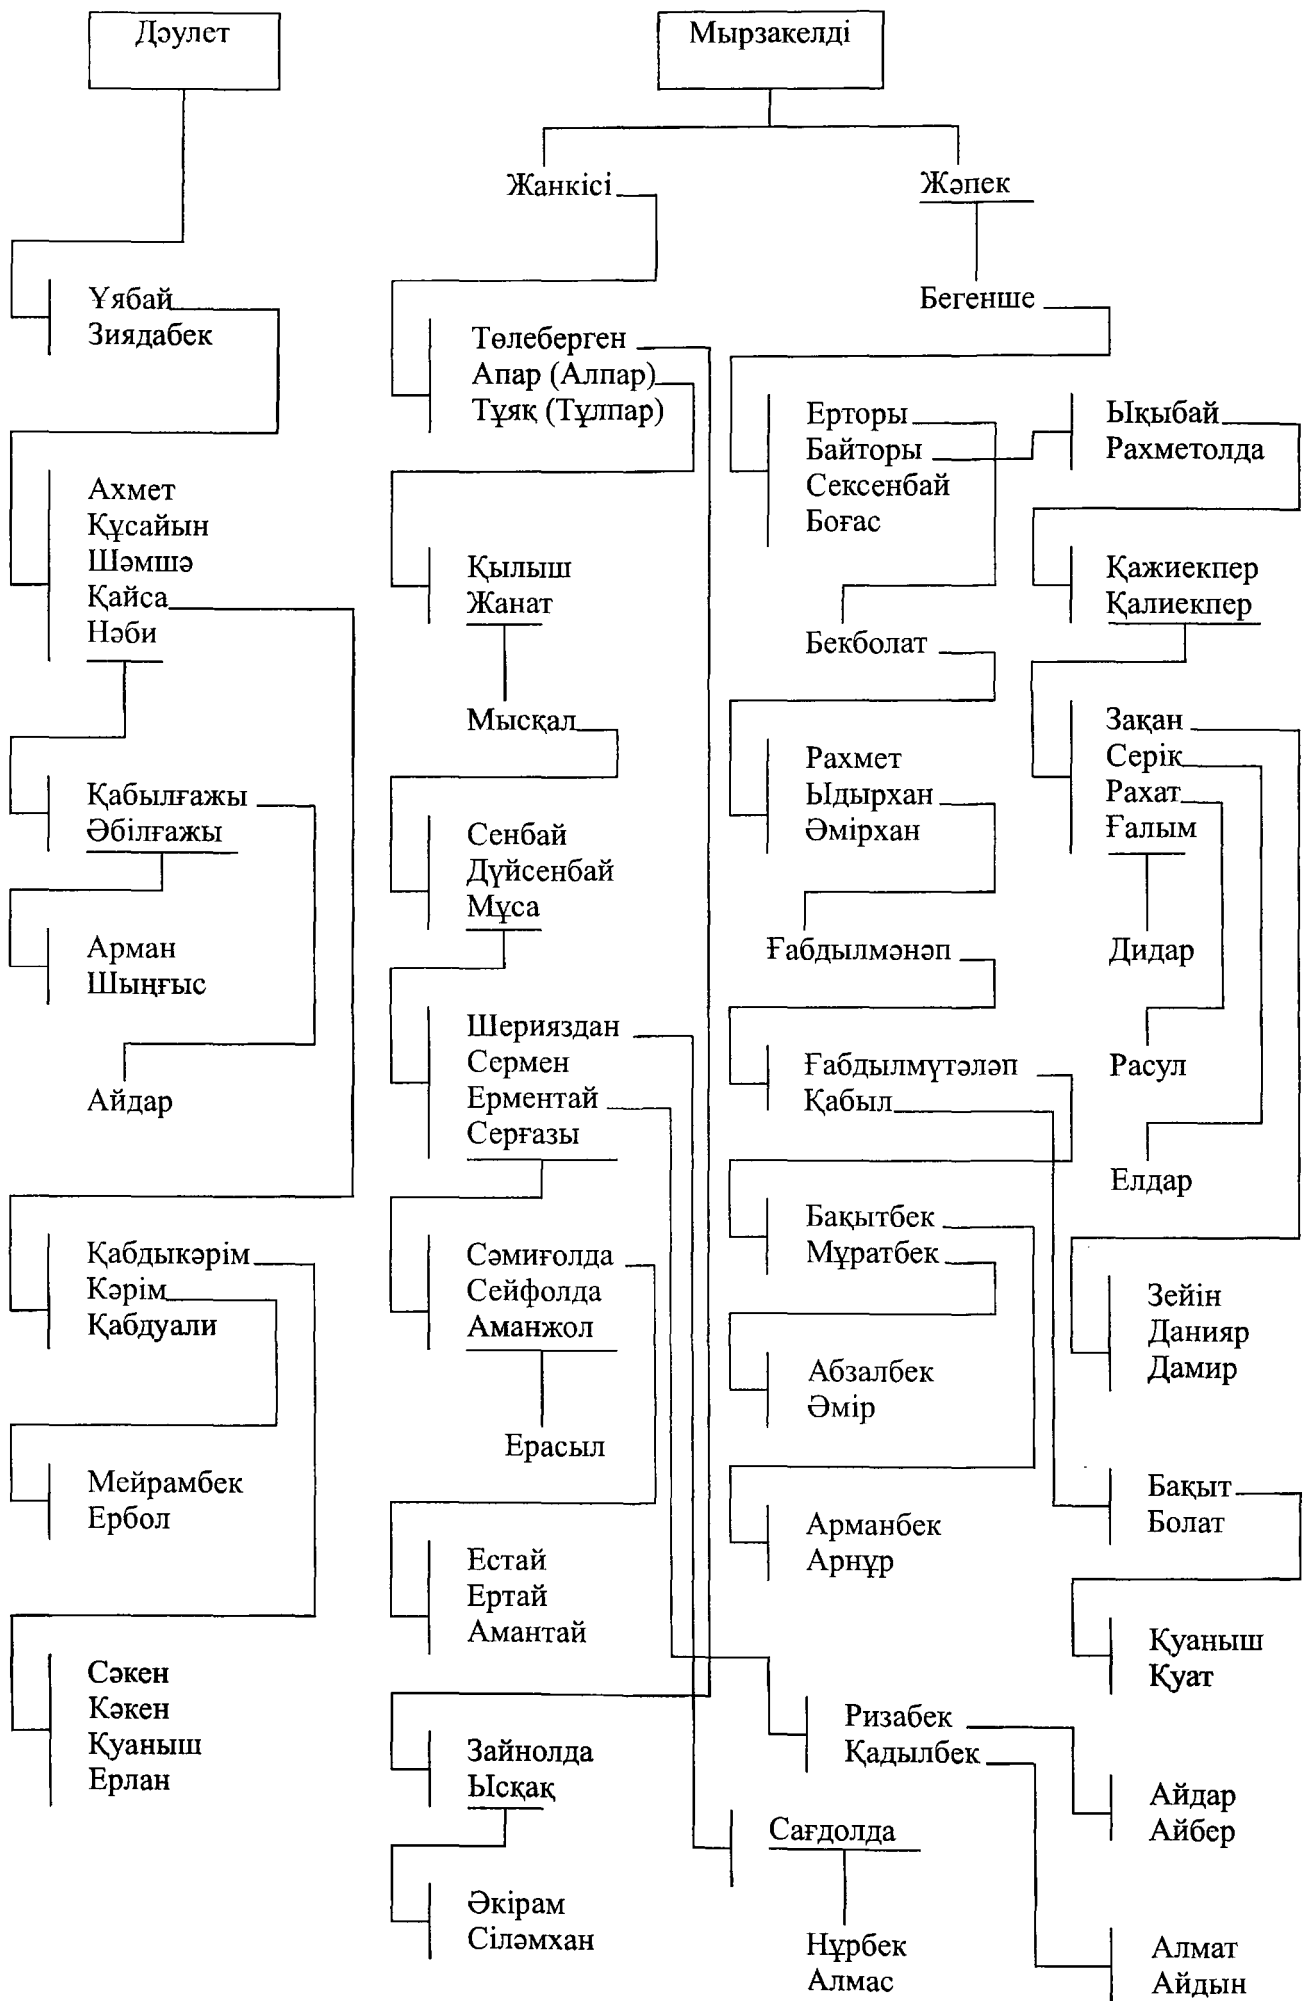 Дәулет
Мырзакелді
Жанкісі
Жәпек
Ұябай
Зиядабек
Бегенше
Төлеберген
Апар (Алпар)
Тұяқ (Тұлпар)
Ерторы
Байторы
Сексенбай
Боғас
Ықыбай
Рахметолда
Ахмет
Құсайын
Шәмшә
Қайса
Нәби
Қылыш
Жанат
Бекболат
Қажиекпер
Қалиекпер
Мысқал
Рахмет
Ыдырхан
Әмірхан
Зақан
Серік
Рахат
Ғалым
Қабылғажы
Әбілғажы
Сенбай
Дүйсенбай
Мұса
Арман
Шыңғыс
Ғабдылмәнәп
Дидар
Шерияздан
Сермен
Ерментай
Серғазы
Ғабдылмүтәләп
Қабыл
Расул
Айдар
Елдар
Бақытбек
Мұратбек
Қабдыкәрім
Кәрім
Қабдуали
Сәмиғолда
Сейфолда
Аманжол
Зейін
Данияр
Дамир
Абзалбек
Әмір
Ерасыл
Мейрамбек
Ербол
Бақыт
Болат
Арманбек
Арнұр
Естай
Ертай
Амантай
Қуаныш
Қуат
Сәкен
Кәкен
Қуаныш
Ерлан
Ризабек
Қадылбек
Зайнолда
Ысқақ
Айдар
Айбер
Сағдолда
Әкірам
Сіләмхан
Нұрбек
Алмас
Алмат
Айдын